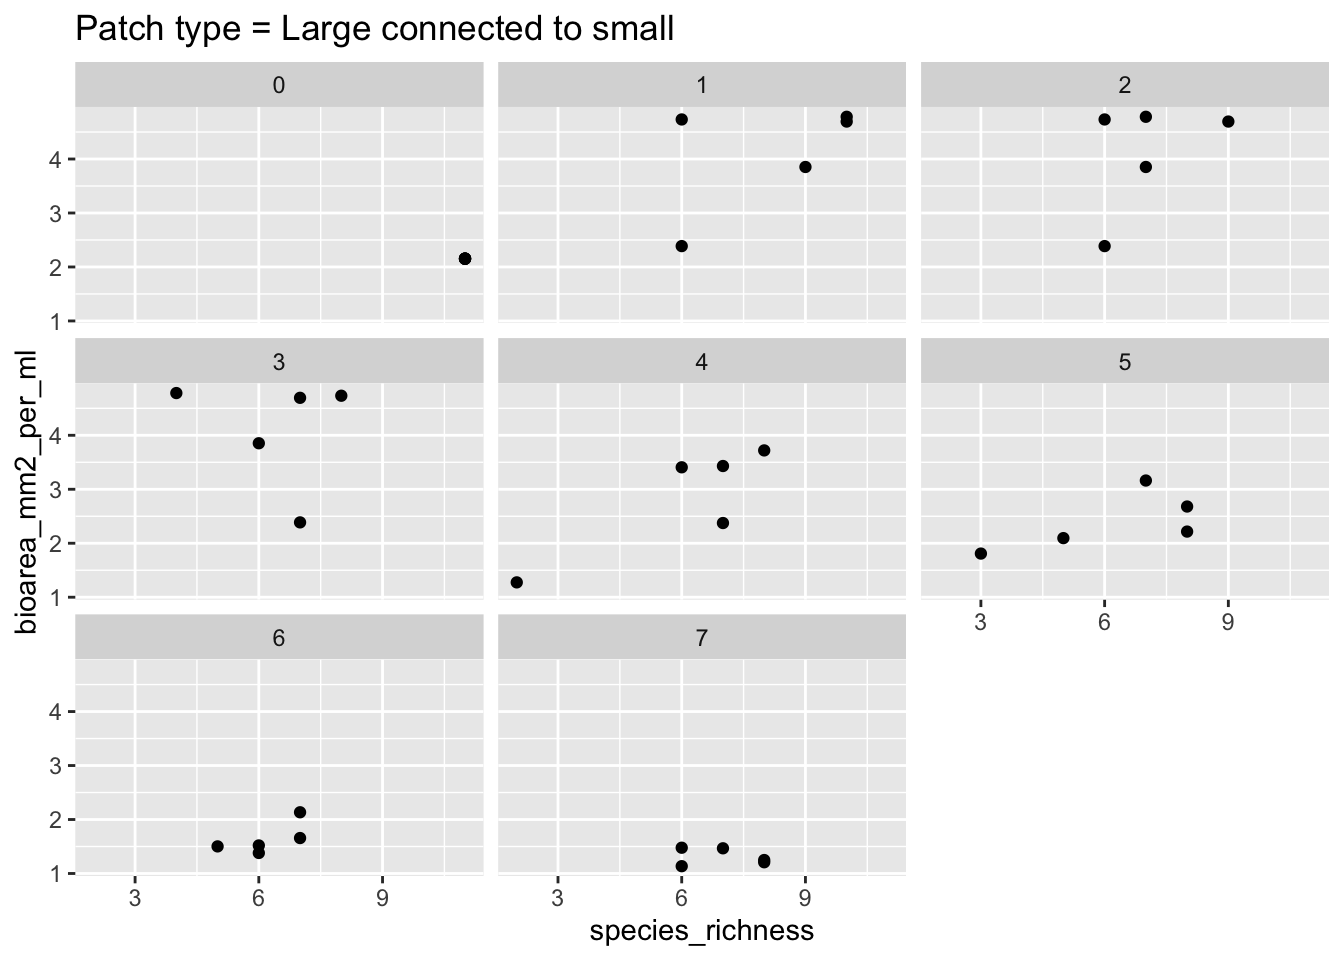 Patch type = Large connected to small
0 1 2
4
3
2
1
3 4 5
4
3
2
1
3 6 9
6 7
4
3
2
1
3 6 9 3 6 9
bioarea_mm2_per_ml
species_richness